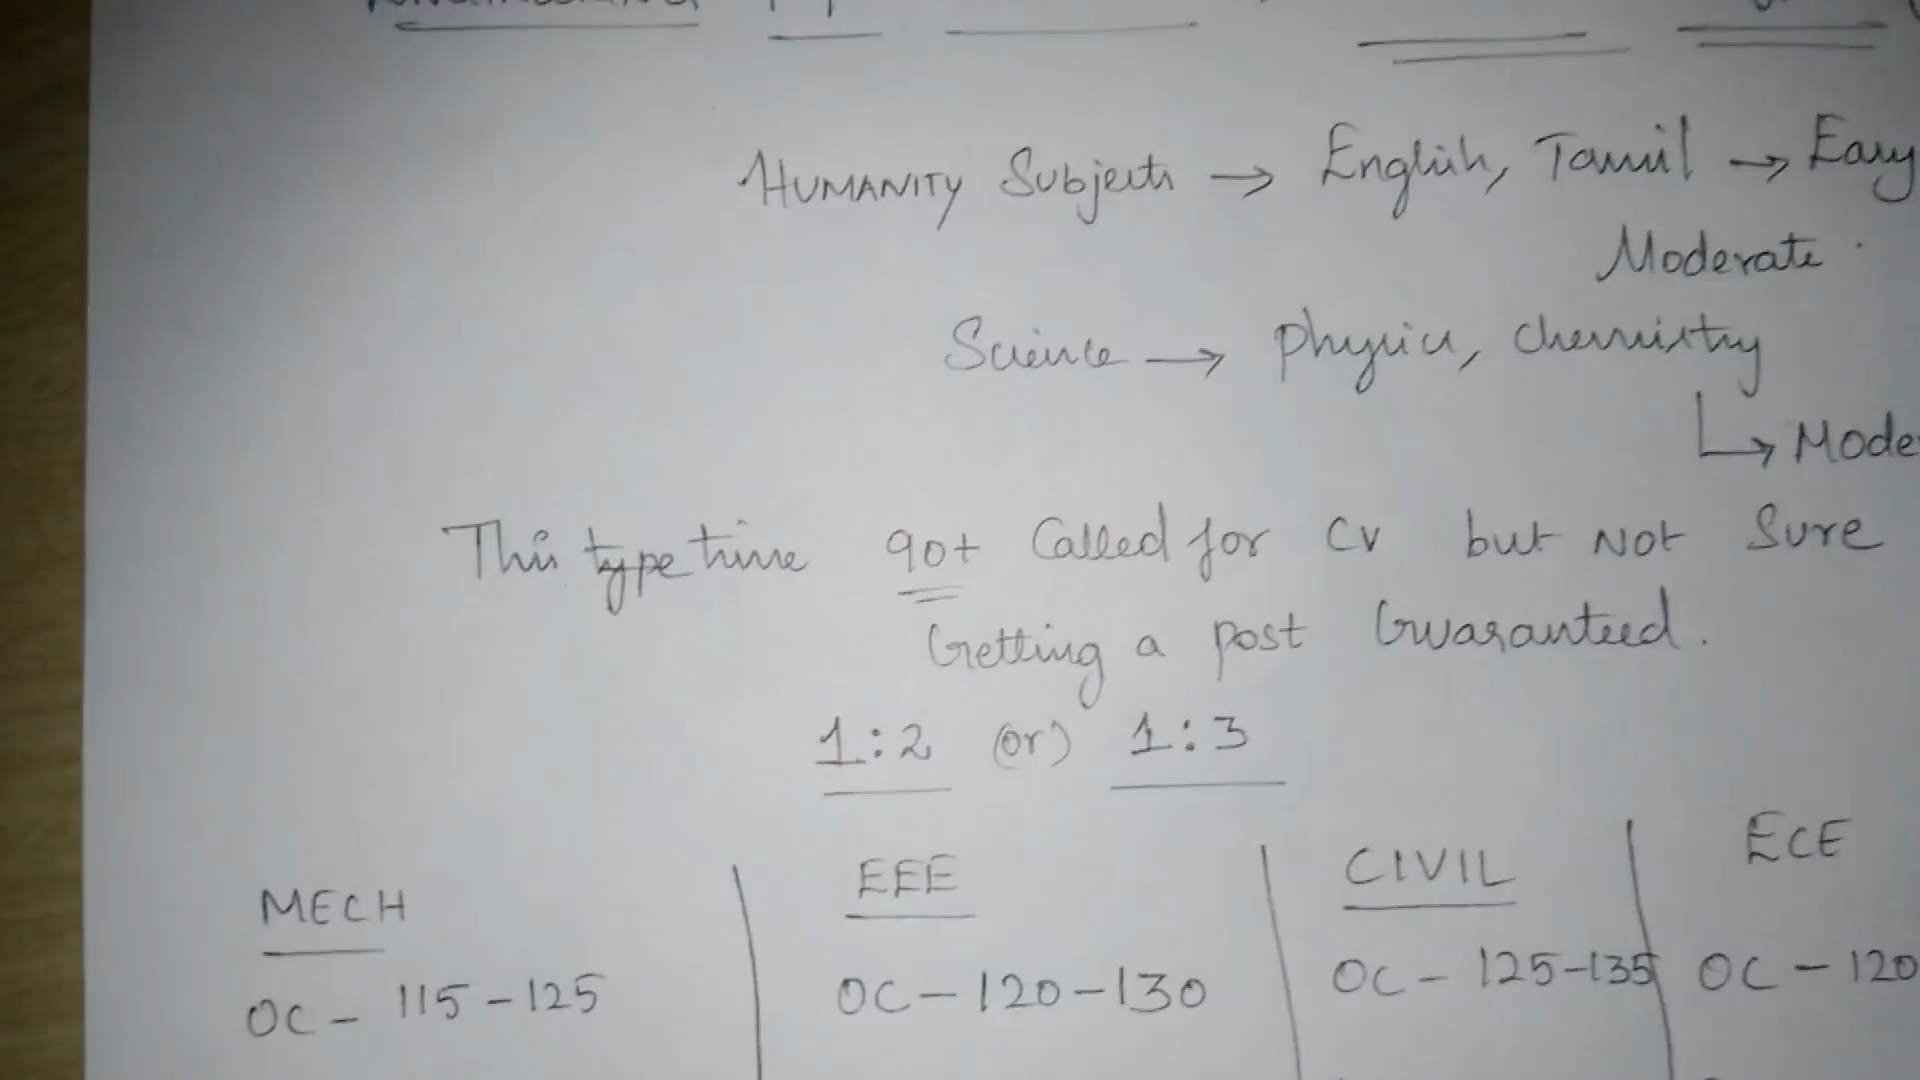 HUMANITY Subjects → English, Tamil → Easy
Moderate.
Science → Physics, Chemistry
↳ Mode
This type time 90+ Called for CV but Not Sure
Getting a post Guaranteed.
1:2 (or) 1:3
MECH EEE CIVIL ECE
OC - 115-125 OC - 120-130 OC - 125-135 OC - 120